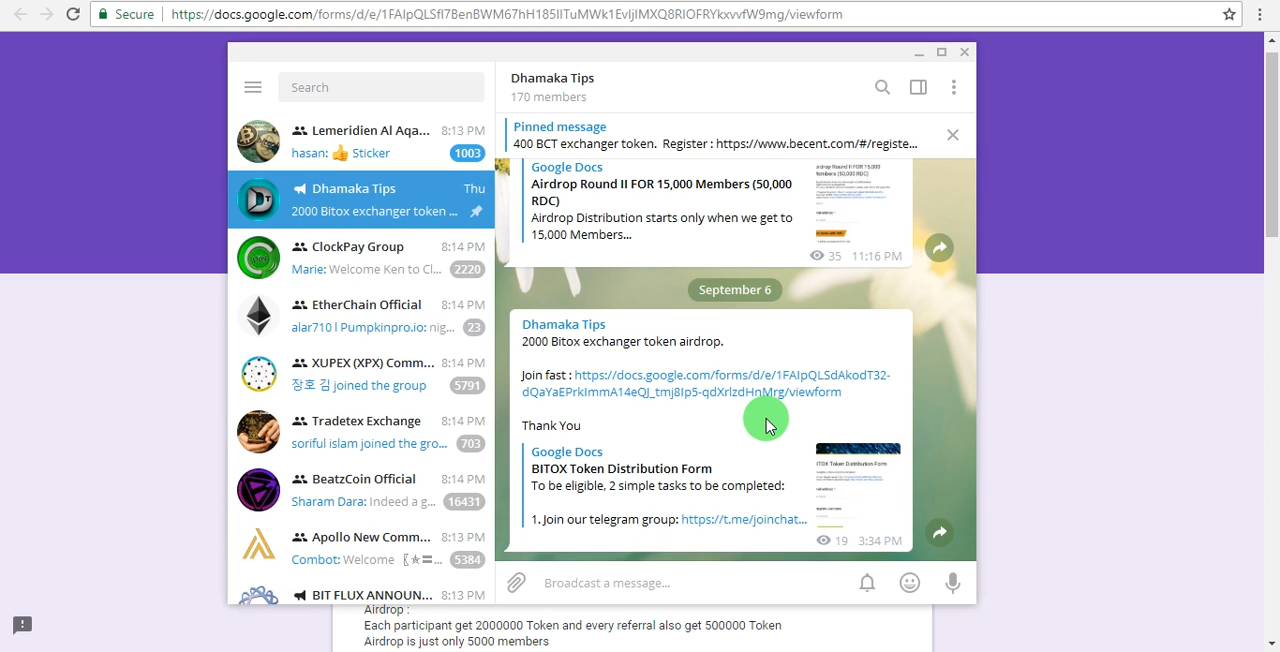 Secure https://docs.google.com/forms/d/e/1FAIpQLSfI7BenBWM67hH185IITuMWk1EvIjIMXQ8RIOFRYkxvvfW9mg/viewform
Search
Lemeridien Al Aqa... 8:13 PM
hasan: 👍 Sticker 1003
Dhamaka Tips Thu
2000 Bitox exchanger token ...
ClockPay Group 8:14 PM
Marie: Welcome Ken to Cl... 2220
EtherChain Official 8:14 PM
alar710 l Pumpkinpro.io: nig... 23
XUPEX (XPX) Comm... 8:14 PM
장호 김 joined the group 5791
Tradetex Exchange 8:14 PM
soriful islam joined the gro... 703
BeatzCoin Official 8:14 PM
Sharam Dara: Incend a g... 16431
Apollo New Comm... 8:13 PM
Combot: Welcome 5384
BIT FLUX ANNOUN... 8:13 PM
Dhamaka Tips
170 members
Pinned message
400 BCT exchanger token. Register : https://www.becent.com/#/registe...
Google Docs
Airdrop Round II FOR 15,000 Members (50,000
RDC)
Airdrop Distribution starts only when we get to
15,000 Members...
35 11:16 PM
September 6
Dhamaka Tips
2000 Bitox exchanger token airdrop.
Join fast : https://docs.google.com/forms/d/e/1FAIpQLSdAkodT32-
dQaYaEPrkImmA14eQJ_tmj8Ip5-qdXrlzdHnMrg/viewform
Thank You
Google Docs
BITOX Token Distribution Form
To be eligible simple tasks to be completed:
1. Join our telegram group: https://t.me/joinchat...
19 3:34 PM
Broadcast a message...
Airdrop :
Each participant get 2000000 Token and every referral also get 500000 Token
Airdrop is just only 5000 members